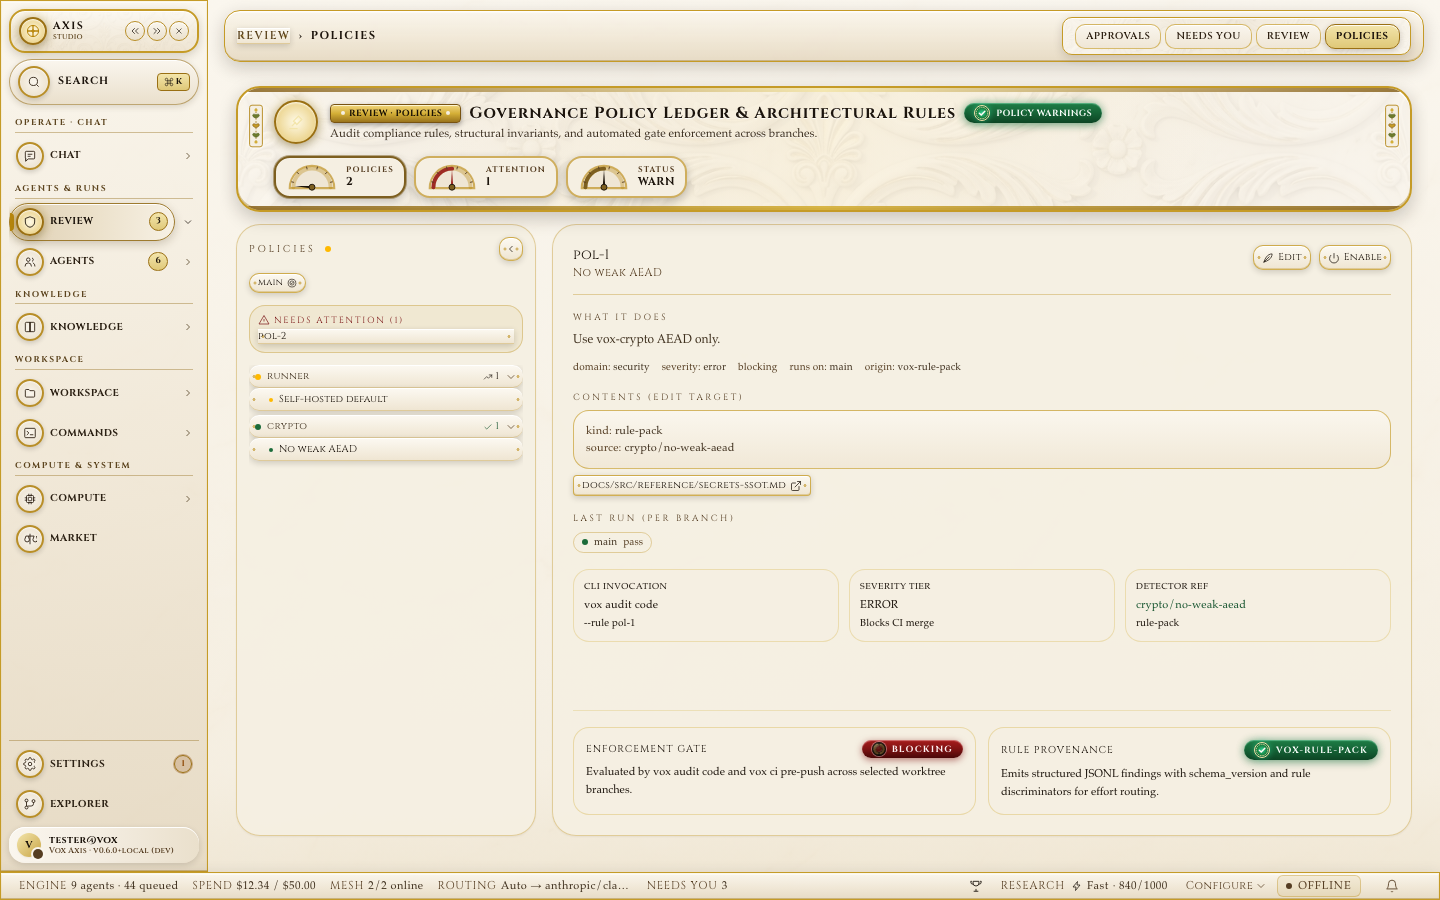 AXIS
STUDIO
SEARCH
⌘ K
OPERATE · CHAT
CHAT
AGENTS & RUNS
REVIEW
3
AGENTS
6
KNOWLEDGE
KNOWLEDGE
WORKSPACE
WORKSPACE
COMMANDS
COMPUTE & SYSTEM
COMPUTE
MARKET
SETTINGS
1
EXPLORER
V
TESTER@VOX
VOX AXIS · V0.6.0+LOCAL (DEV)
REVIEW › POLICIES
APPROVALS
NEEDS YOU
REVIEW
POLICIES
REVIEW · POLICIES
GOVERNANCE POLICY LEDGER & ARCHITECTURAL RULES
POLICY WARNINGS
Audit compliance rules, structural invariants, and automated gate enforcement across branches.
POLICIES
2
ATTENTION
1
STATUS
WARN
POLICIES
MAIN
NEEDS ATTENTION (1)
POL-2
RUNNER
1
SELF-HOSTED DEFAULT
CRYPTO
1
NO WEAK AEAD
POL-1
NO WEAK AEAD
EDIT
ENABLE
WHAT IT DOES
Use vox-crypto AEAD only.
domain: security severity: error blocking runs on: main origin: vox-rule-pack
CONTENTS (EDIT TARGET)
kind: rule-pack
source: crypto/no-weak-aead
DOCS/SRC/REFERENCE/SECRETS-SSOT.MD
LAST RUN (PER BRANCH)
main pass
CLI INVOCATION
vox audit code
--rule pol-1
SEVERITY TIER
ERROR
Blocks CI merge
DETECTOR REF
crypto/no-weak-aead
rule-pack
ENFORCEMENT GATE
BLOCKING
Evaluated by vox audit code and vox ci pre-push across selected worktree
branches.
RULE PROVENANCE
VOX-RULE-PACK
Emits structured JSONL findings with schema_version and rule
discriminators for effort routing.
ENGINE 9 agents · 44 queued
SPEND $12.34 / $50.00
MESH 2/2 online
ROUTING Auto → anthropic/cla...
NEEDS YOU 3
RESEARCH Fast · 840/1000
CONFIGURE
OFFLINE